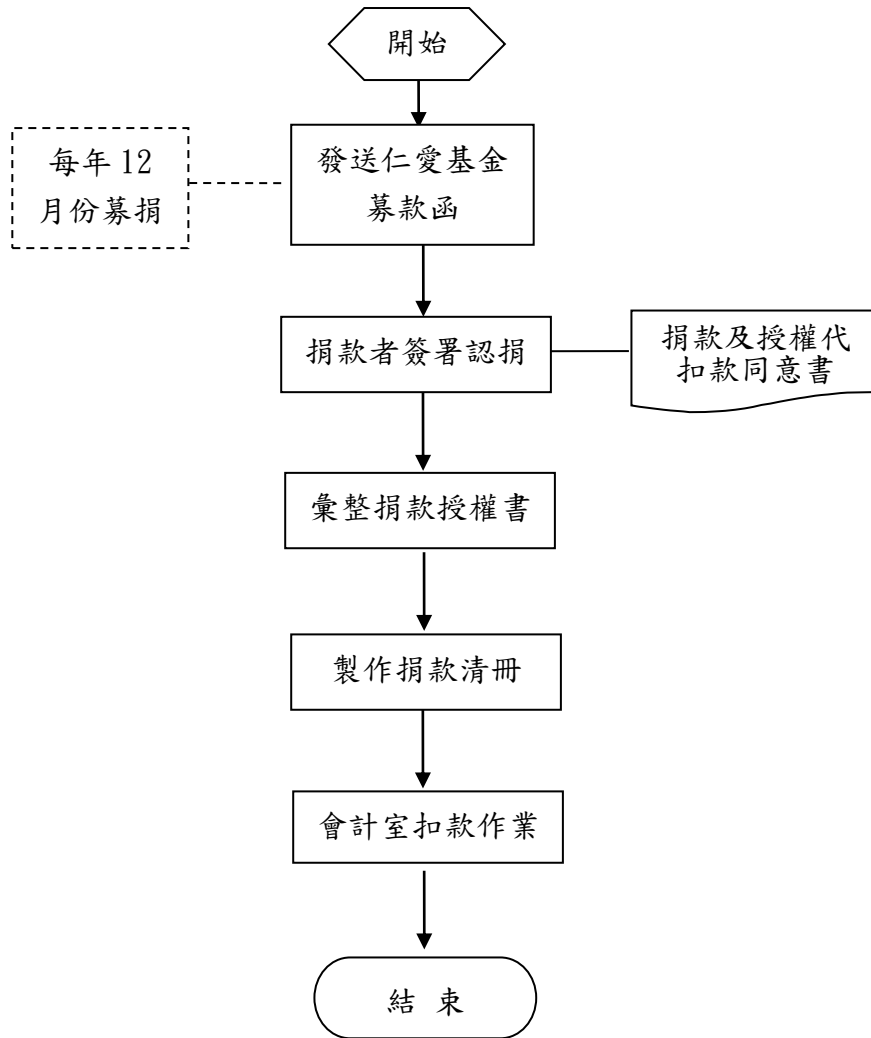 開始
每年 12
月份募捐
發送仁愛基金
募款函
捐款者簽署認捐
捐款及授權代
扣款同意書
彙整捐款授權書
製作捐款清冊
會計室扣款作業
結 束